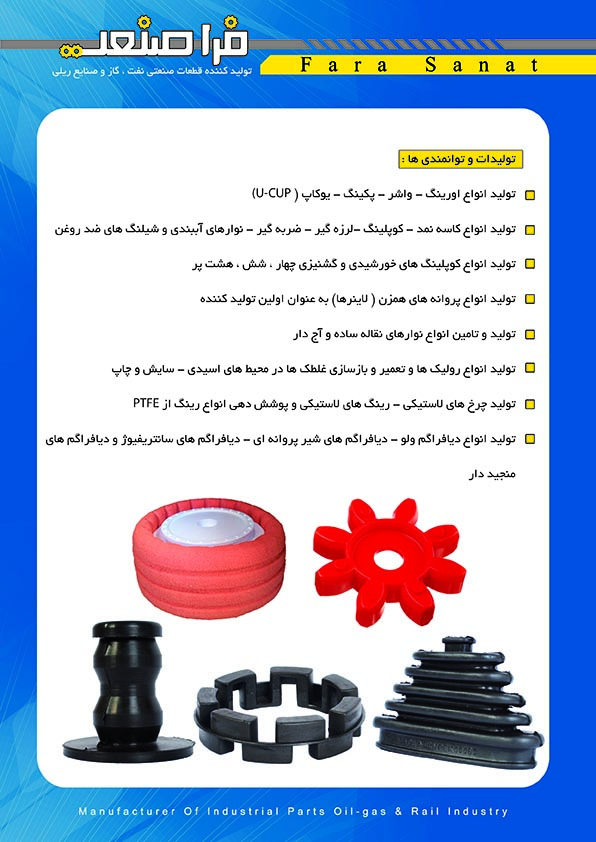 فرا صنعت
Fara Sanat
تولید کننده قطعات صنعتی نفت ، گاز و صنایع ریلی
تولیدات و توانمندی ها :
تولید انواع اورینگ – واشر – پکینگ – یوکاپ ( U-CUP)
تولید انواع کاسه نمد – کوپلینگ –لرزه گیر – ضربه گیر – نوارهای آببندی و شیلنگ های ضد روغن
تولید انواع کوپلینگ های خورشیدی و گشنیزی چهار ، شش ، هشت پر
تولید انواع پروانه های همزن ( لاینرها) به عنوان اولین تولید کننده
تولید و تامین انواع نوارهای نقاله ساده و آج دار
تولید انواع رولیک ها و تعمیر و بازسازی غلطک ها در محیط های اسیدی – سایش و چاپ
تولید چرخ های لاستیکی – رینگ های لاستیکی و پوشش دهی انواع رینگ از PTFE
تولید انواع دیافراگم ولو – دیافراگم های شیر پروانه ای – دیافراگم های سانتریفیوژ و دیافراگم های
منجید دار
Manufacturer Of Industrial Parts Oil-gas & Rail Industry